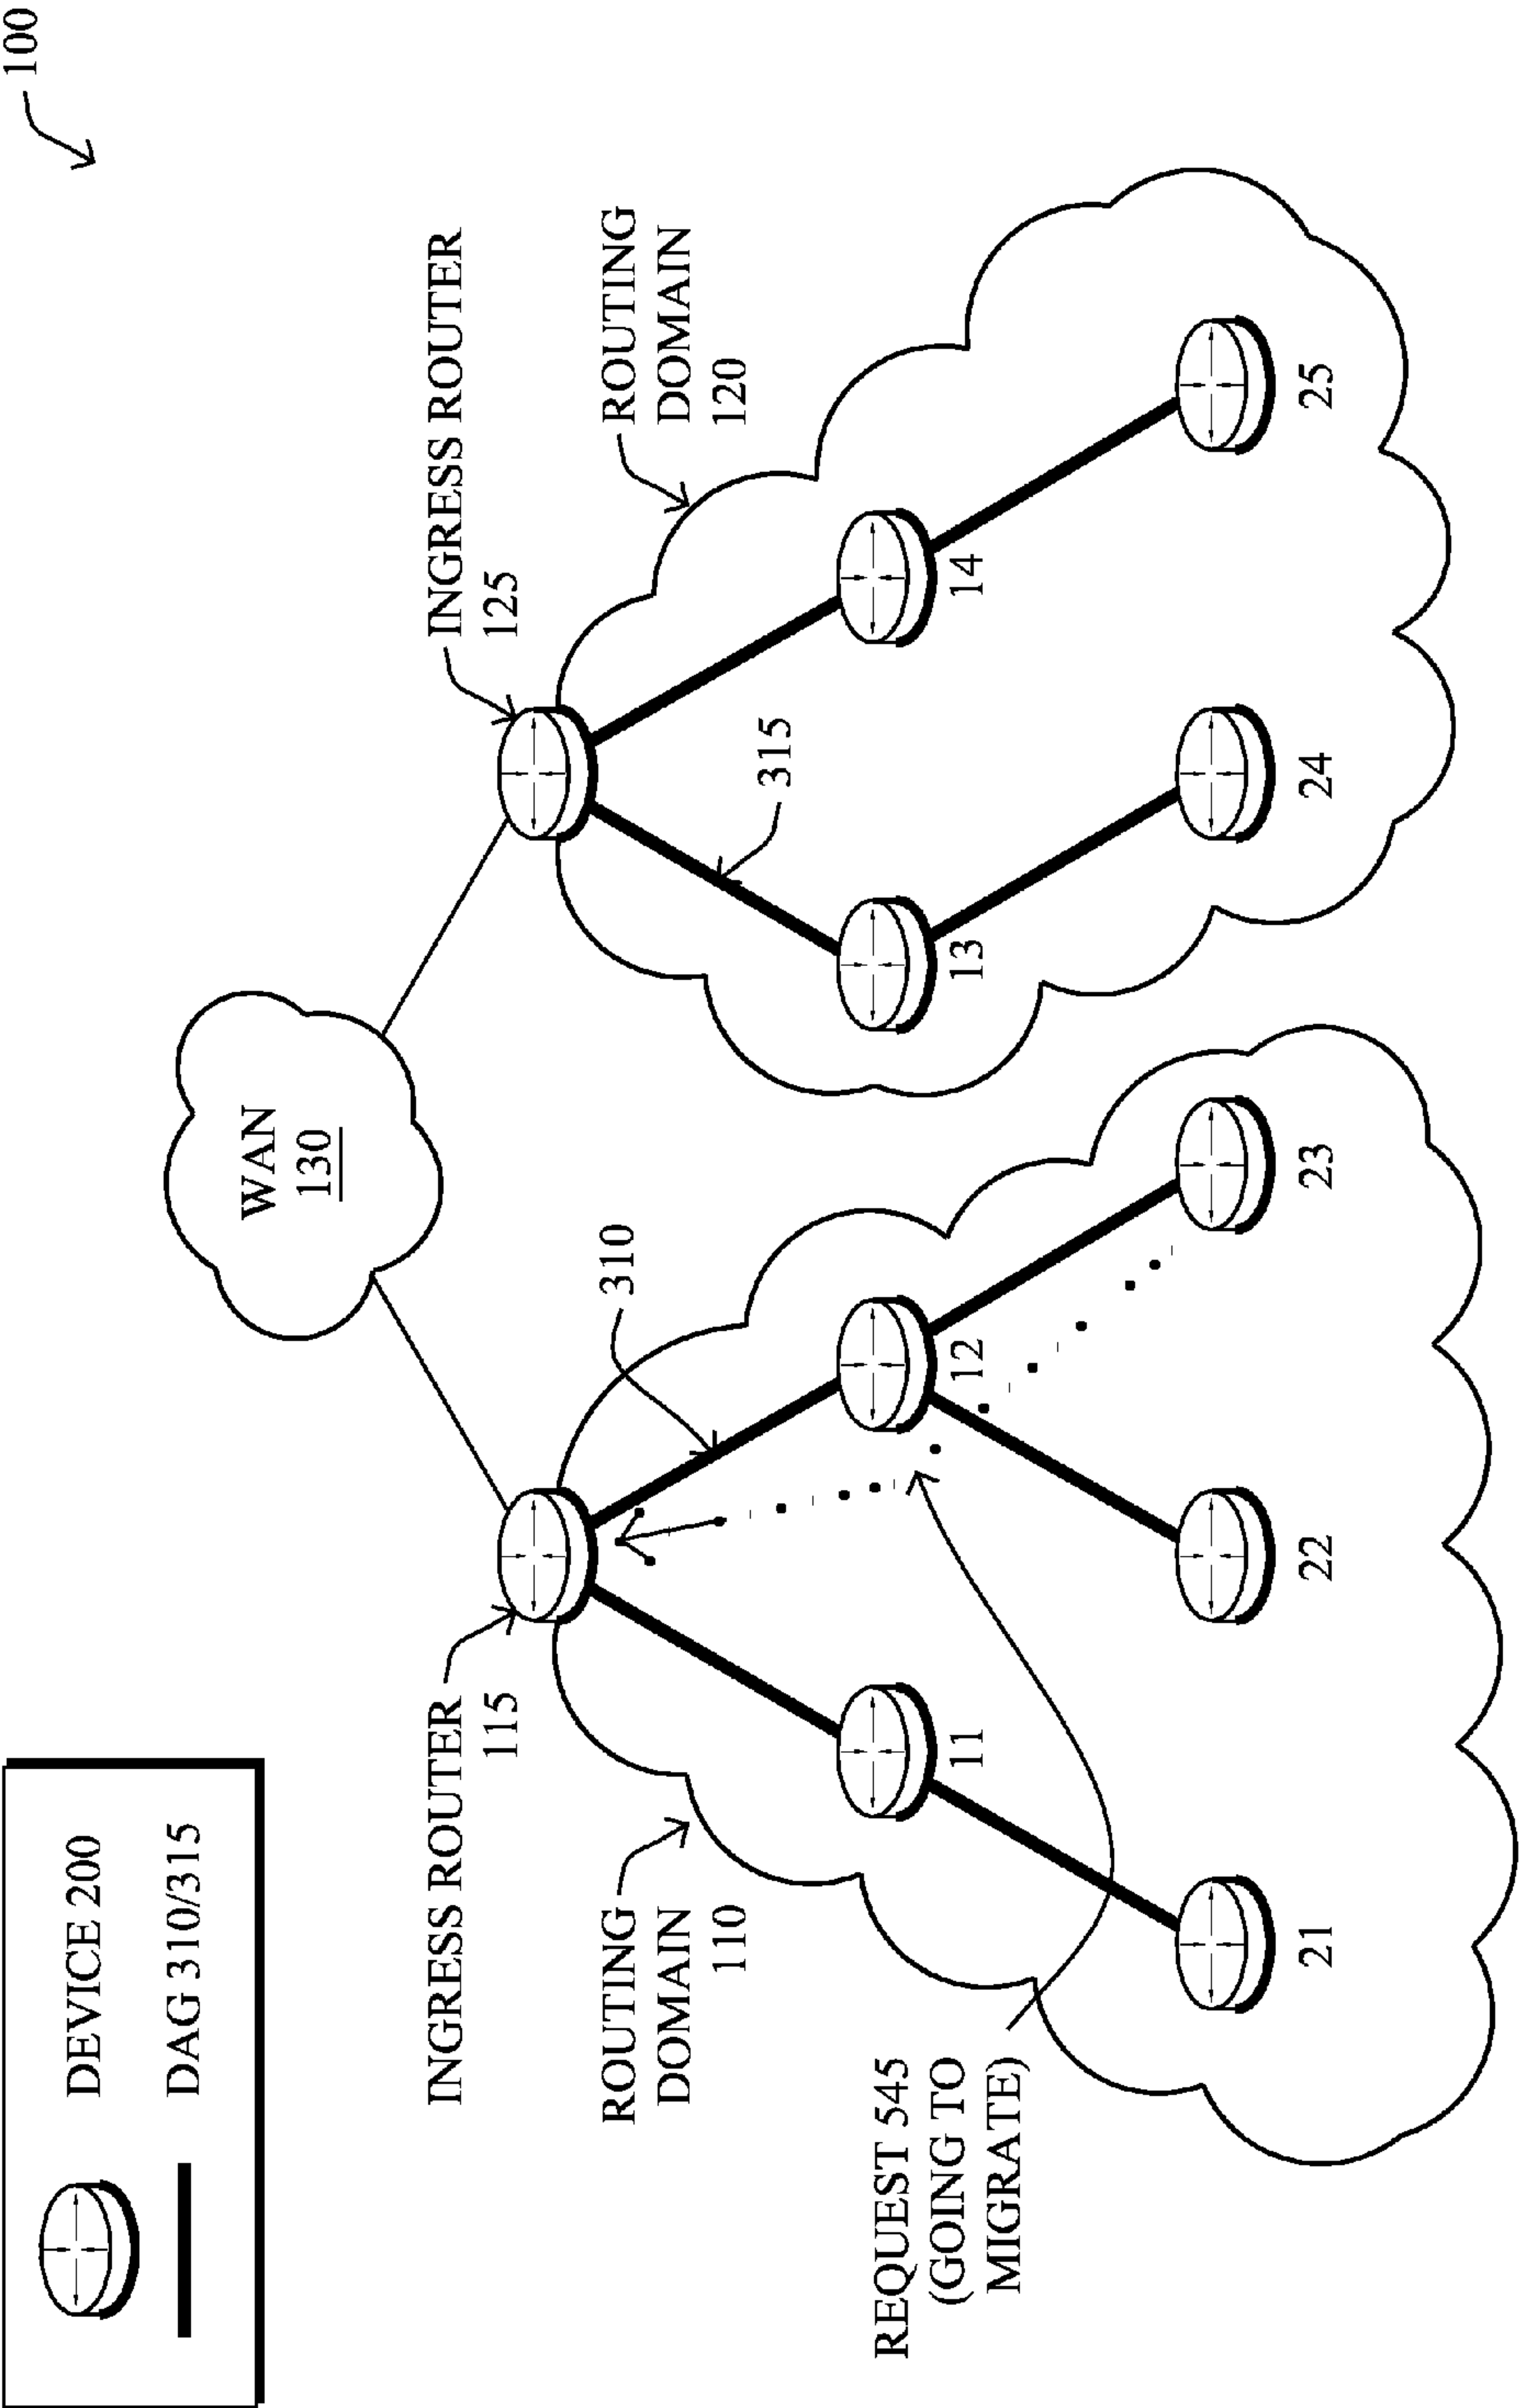 100
DEVICE 200
DAG 310/315
WAN
130
INGRESS ROUTER
115
INGRESS ROUTER
125
ROUTING
DOMAIN
110
310
315
ROUTING
DOMAIN
120
REQUEST 545
(GOING TO
MIGRATE)
11
12
13
14
21
22
23
24
25